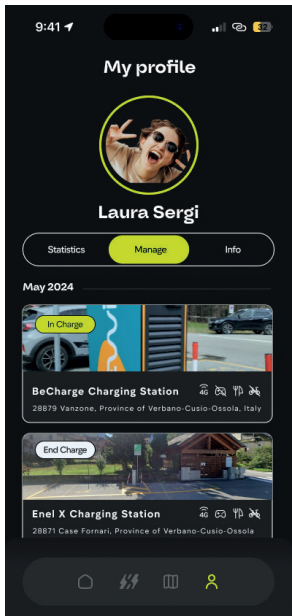 9:41
32
My profile
Laura Sergi
Statistics Manage Info
May 2024
In Charge
BeCharge Charging Station 4G
28879 Vanzone, Province of Verbano-Cusio-Ossola, Italy
End Charge
Enel X Charging Station 4G
28871 Case Fornari, Province of Verbano-Cusio-Ossola